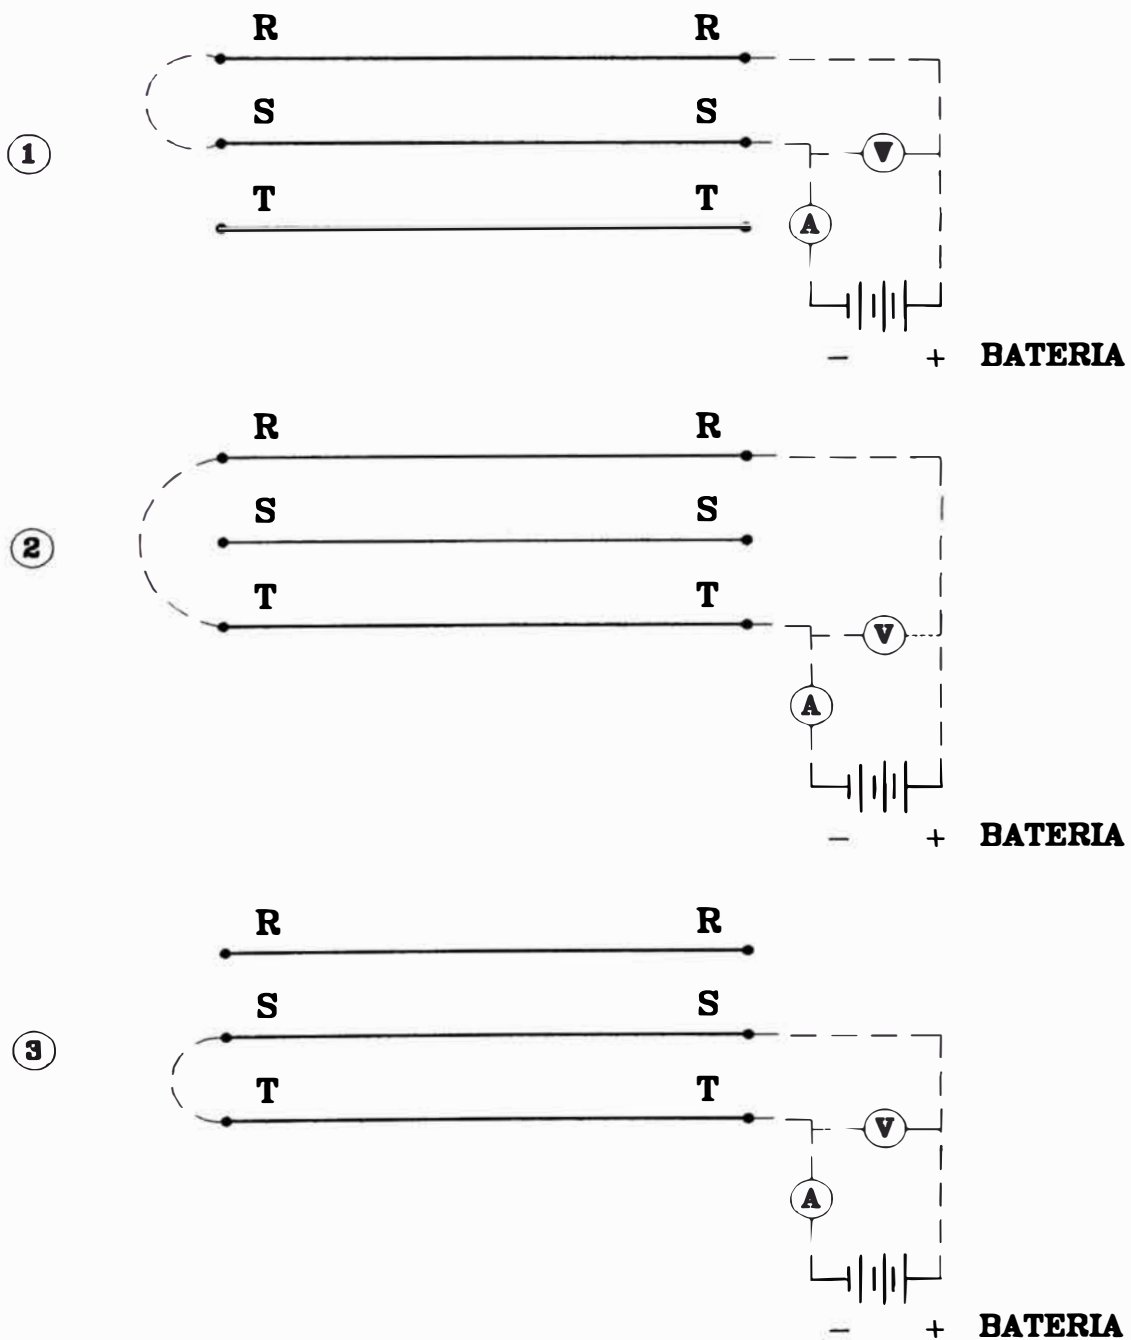 R R
S S
1 V
T T
A
- + BATERIA
R R
S S
2
T T
V
A
- + BATERIA
R R
S S
3
T T
V
A
- + BATERIA